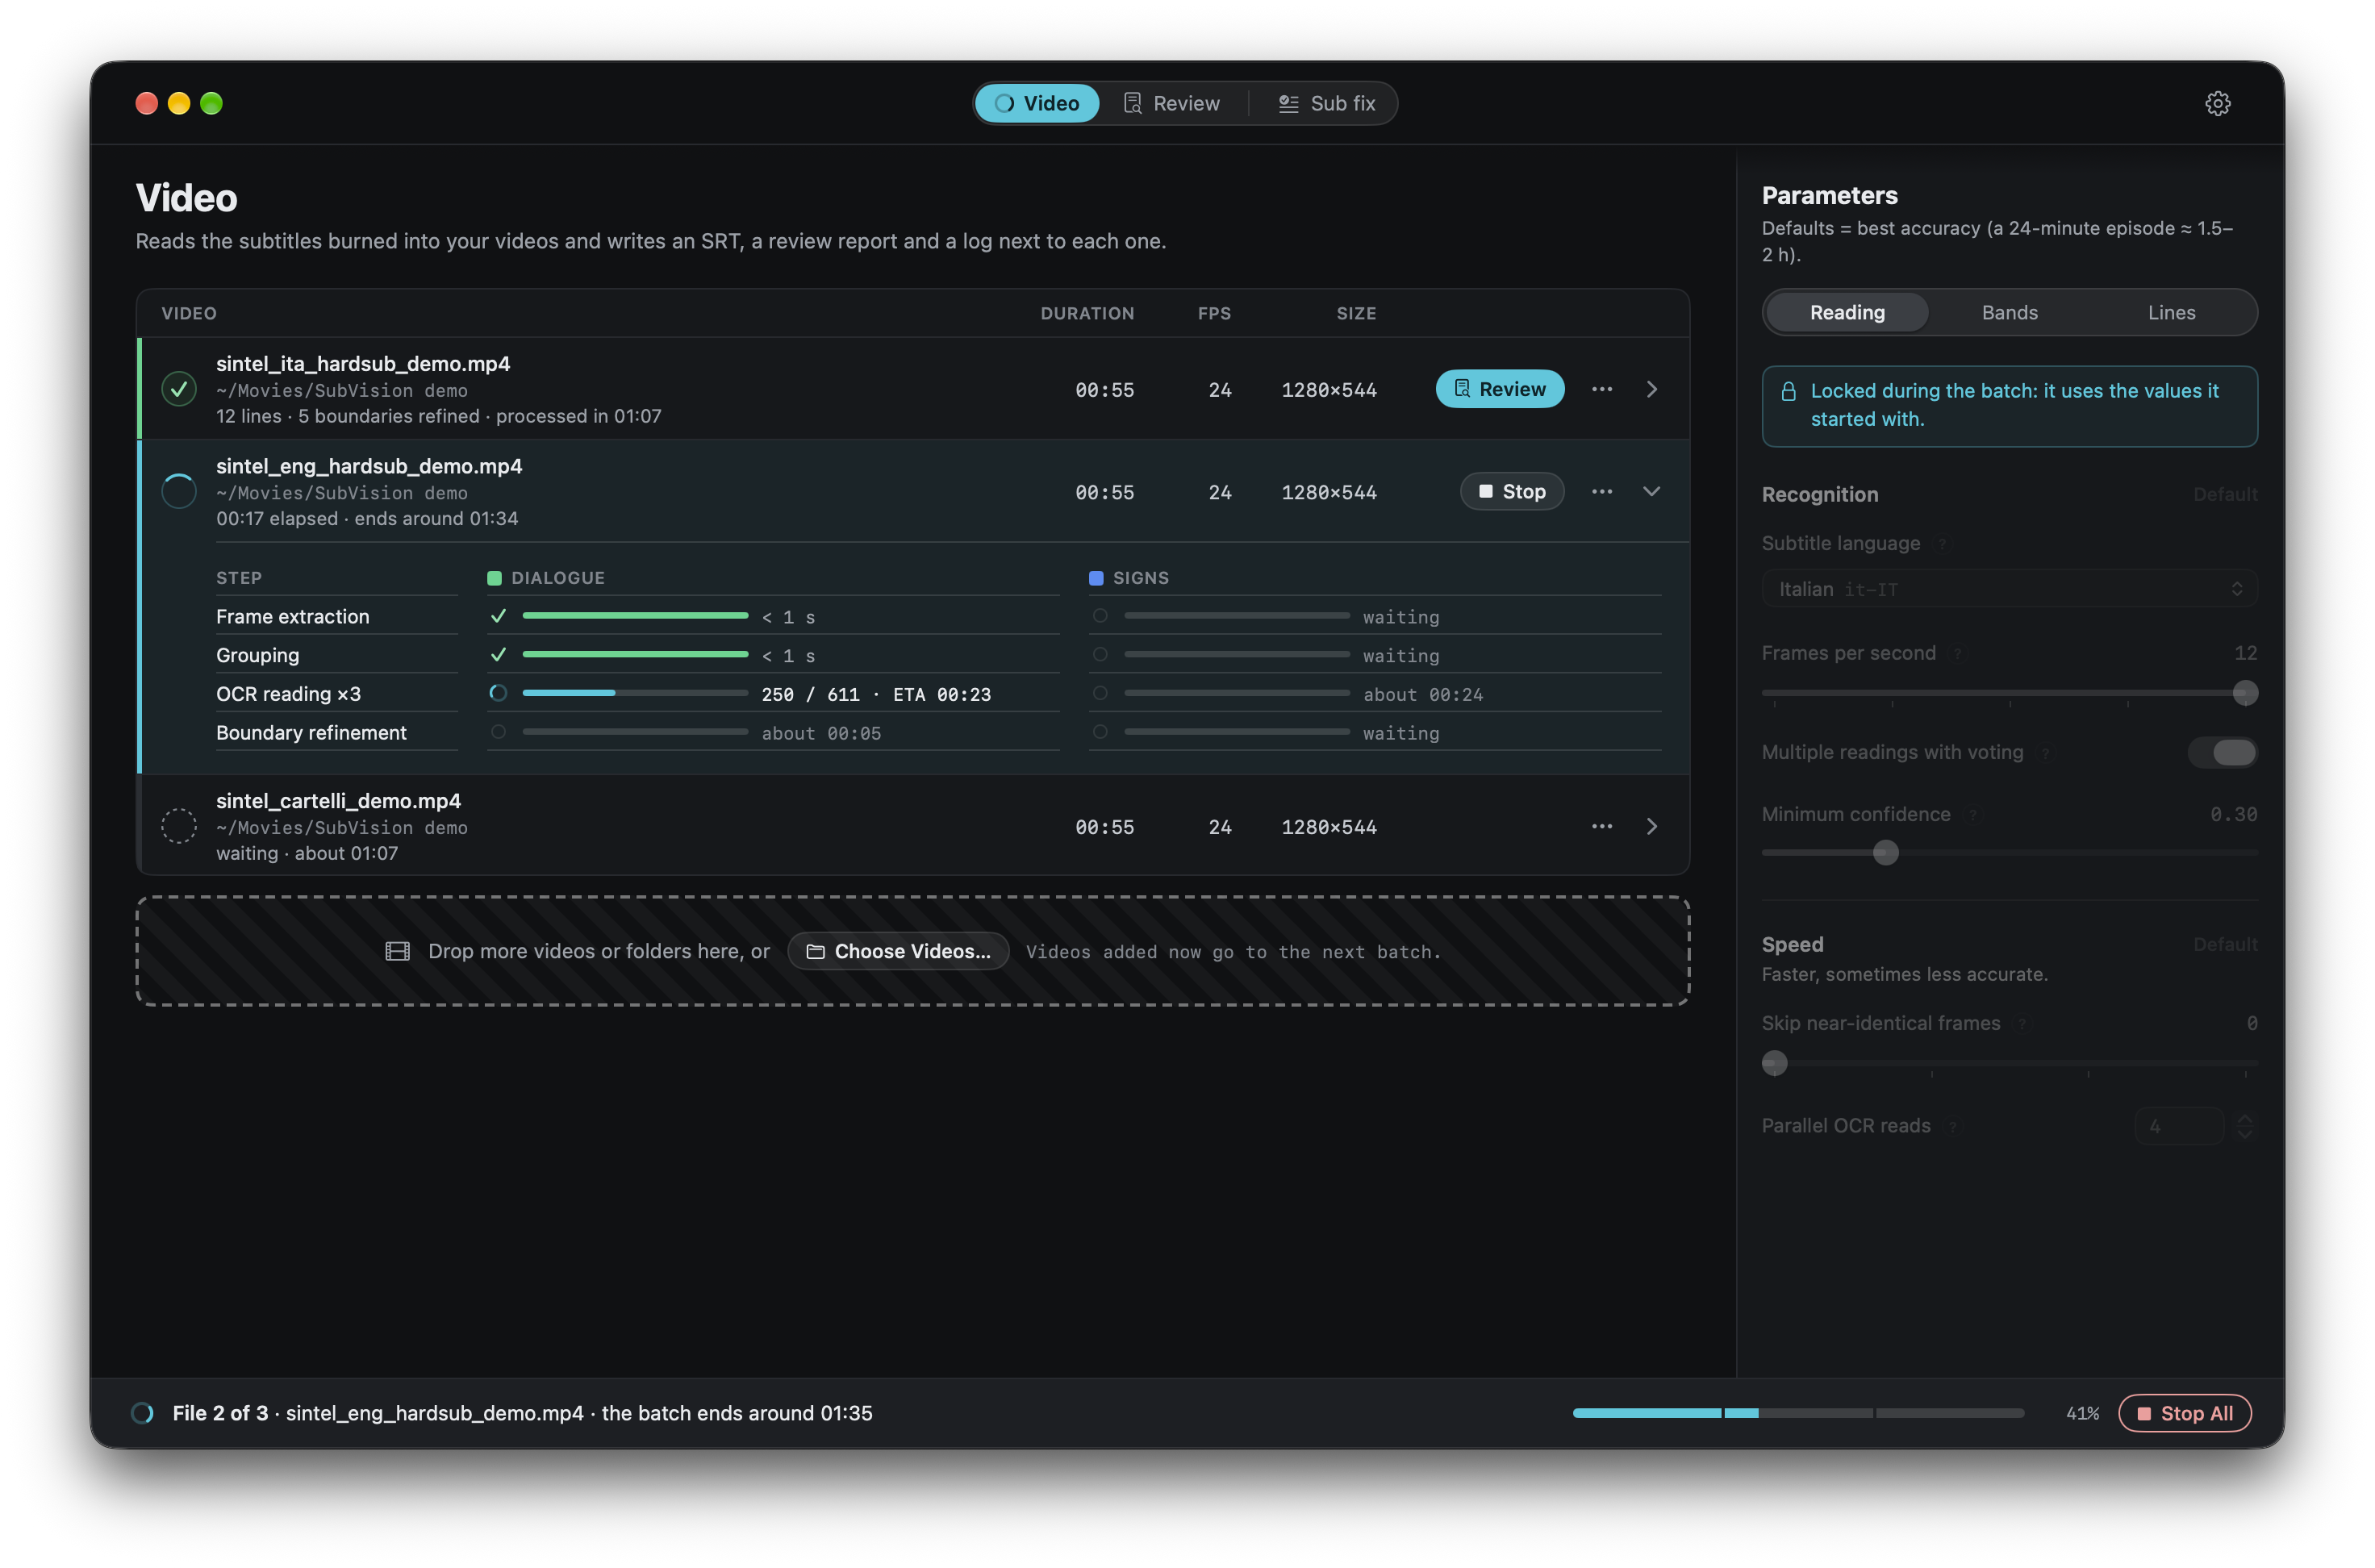 Video
Review
Sub fix
Video
Reads the subtitles burned into your videos and writes an SRT, a review report and a log next to each one.
VIDEO DURATION FPS SIZE
sintel_ita_hardsub_demo.mp4
~/Movies/SubVision demo
12 lines · 5 boundaries refined · processed in 01:07
00:55 24 1280×544 Review
sintel_eng_hardsub_demo.mp4
~/Movies/SubVision demo
00:17 elapsed · ends around 01:34
00:55 24 1280×544 Stop
STEP DIALOGUE SIGNS
Frame extraction < 1 s waiting
Grouping < 1 s waiting
OCR reading ×3 250 / 611 · ETA 00:23 about 00:24
Boundary refinement about 00:05 waiting
sintel_cartelli_demo.mp4
~/Movies/SubVision demo
waiting · about 01:07
00:55 24 1280×544
Drop more videos or folders here, or Choose Videos... Videos added now go to the next batch.
Parameters
Defaults = best accuracy (a 24-minute episode ≈ 1.5–
2 h).
Reading Bands Lines
Locked during the batch: it uses the values it
started with.
Recognition Default
Subtitle language ?
Italian it-IT
Frames per second ? 12
Multiple readings with voting ?
Minimum confidence ? 0.30
Speed Default
Faster, sometimes less accurate.
Skip near-identical frames ? 0
Parallel OCR reads ? 4
File 2 of 3 · sintel_eng_hardsub_demo.mp4 · the batch ends around 01:35
41% Stop All